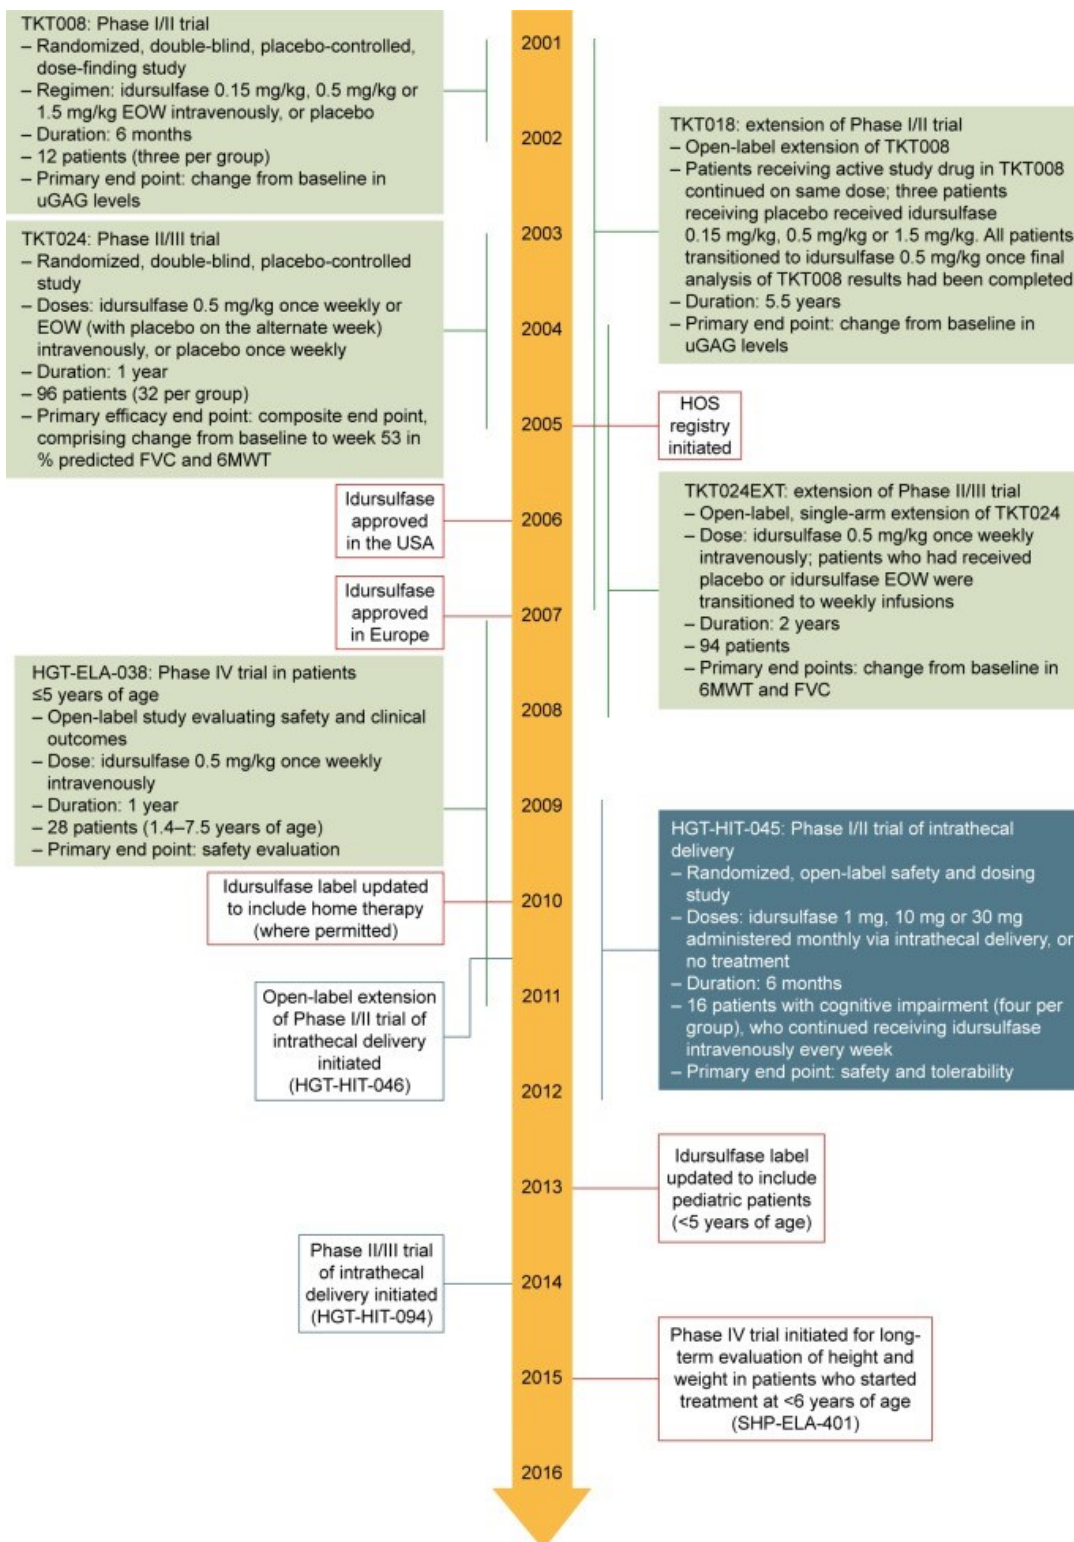 TKT008: Phase I/II trial
– Randomized, double-blind, placebo-controlled,
dose-finding study
– Regimen: idursulfase 0.15 mg/kg, 0.5 mg/kg or
1.5 mg/kg EOW intravenously, or placebo
– Duration: 6 months
– 12 patients (three per group)
– Primary end point: change from baseline in
uGAG levels
2001
2002
TKT018: extension of Phase I/II trial
– Open-label extension of TKT008
– Patients receiving active study drug in TKT008
continued on same dose; three patients
receiving placebo received idursulfase
0.15 mg/kg, 0.5 mg/kg or 1.5 mg/kg. All patients
transitioned to idursulfase 0.5 mg/kg once final
analysis of TKT008 results had been completed
– Duration: 5.5 years
– Primary end point: change from baseline in
uGAG levels
TKT024: Phase II/III trial
– Randomized, double-blind, placebo-controlled
study
– Doses: idursulfase 0.5 mg/kg once weekly or
EOW (with placebo on the alternate week)
intravenously, or placebo once weekly
– Duration: 1 year
– 96 patients (32 per group)
– Primary efficacy end point: composite end point,
comprising change from baseline to week 53 in
% predicted FVC and 6MWT
2003
2004
2005
HOS
registry
initiated
Idursulfase
approved
in the USA
2006
TKT024EXT: extension of Phase II/III trial
– Open-label, single-arm extension of TKT024
– Dose: idursulfase 0.5 mg/kg once weekly
intravenously; patients who had received
placebo or idursulfase EOW were
transitioned to weekly infusions
– Duration: 2 years
– 94 patients
– Primary end points: change from baseline in
6MWT and FVC
Idursulfase
approved
in Europe
2007
HGT-ELA-038: Phase IV trial in patients
≤5 years of age
– Open-label study evaluating safety and clinical
outcomes
– Dose: idursulfase 0.5 mg/kg once weekly
intravenously
– Duration: 1 year
– 28 patients (1.4–7.5 years of age)
– Primary end point: safety evaluation
2008
2009
HGT-HIT-045: Phase I/II trial of intrathecal
delivery
– Randomized, open-label safety and dosing
study
– Doses: idursulfase 1 mg, 10 mg or 30 mg
administered monthly via intrathecal delivery, or
no treatment
– Duration: 6 months
– 16 patients with cognitive impairment (four per
group), who continued receiving idursulfase
intravenously every week
– Primary end point: safety and tolerability
Idursulfase label updated
to include home therapy
(where permitted)
2010
Open-label extension
of Phase I/II trial of
intrathecal delivery
initiated
(HGT-HIT-046)
2011
2012
Idursulfase label
updated to include
pediatric patients
(<5 years of age)
2013
Phase II/III trial
of intrathecal
delivery initiated
(HGT-HIT-094)
2014
Phase IV trial initiated for long-
term evaluation of height and
weight in patients who started
treatment at <6 years of age
(SHP-ELA-401)
2015
2016